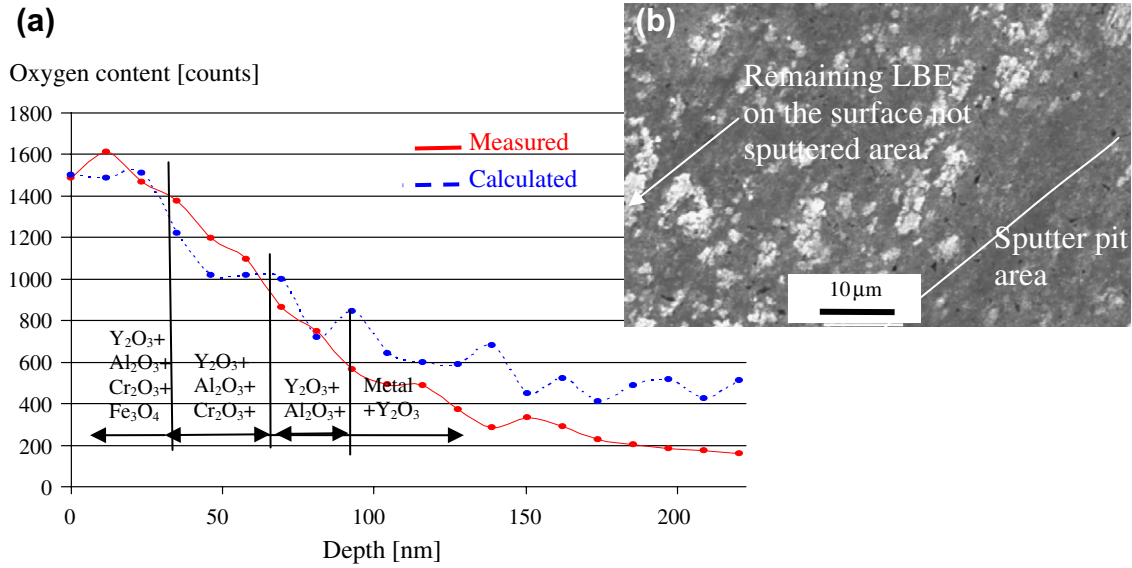 (a)
Oxygen content [counts]
1800
1600
1400
1200
1000
800
600
400
200
0
Measured
Calculated
Y₂O₃+
Al₂O₃+
Cr₂O₃+
Fe₃O₄
Y₂O₃+
Al₂O₃+
Cr₂O₃+
Y₂O₃+
Al₂O₃+
Metal
+Y₂O₃
0
50
100
150
200
Depth [nm]
(b)
Remaining LBE
on the surface not
sputtered area.
Sputter pit
area
10 μm